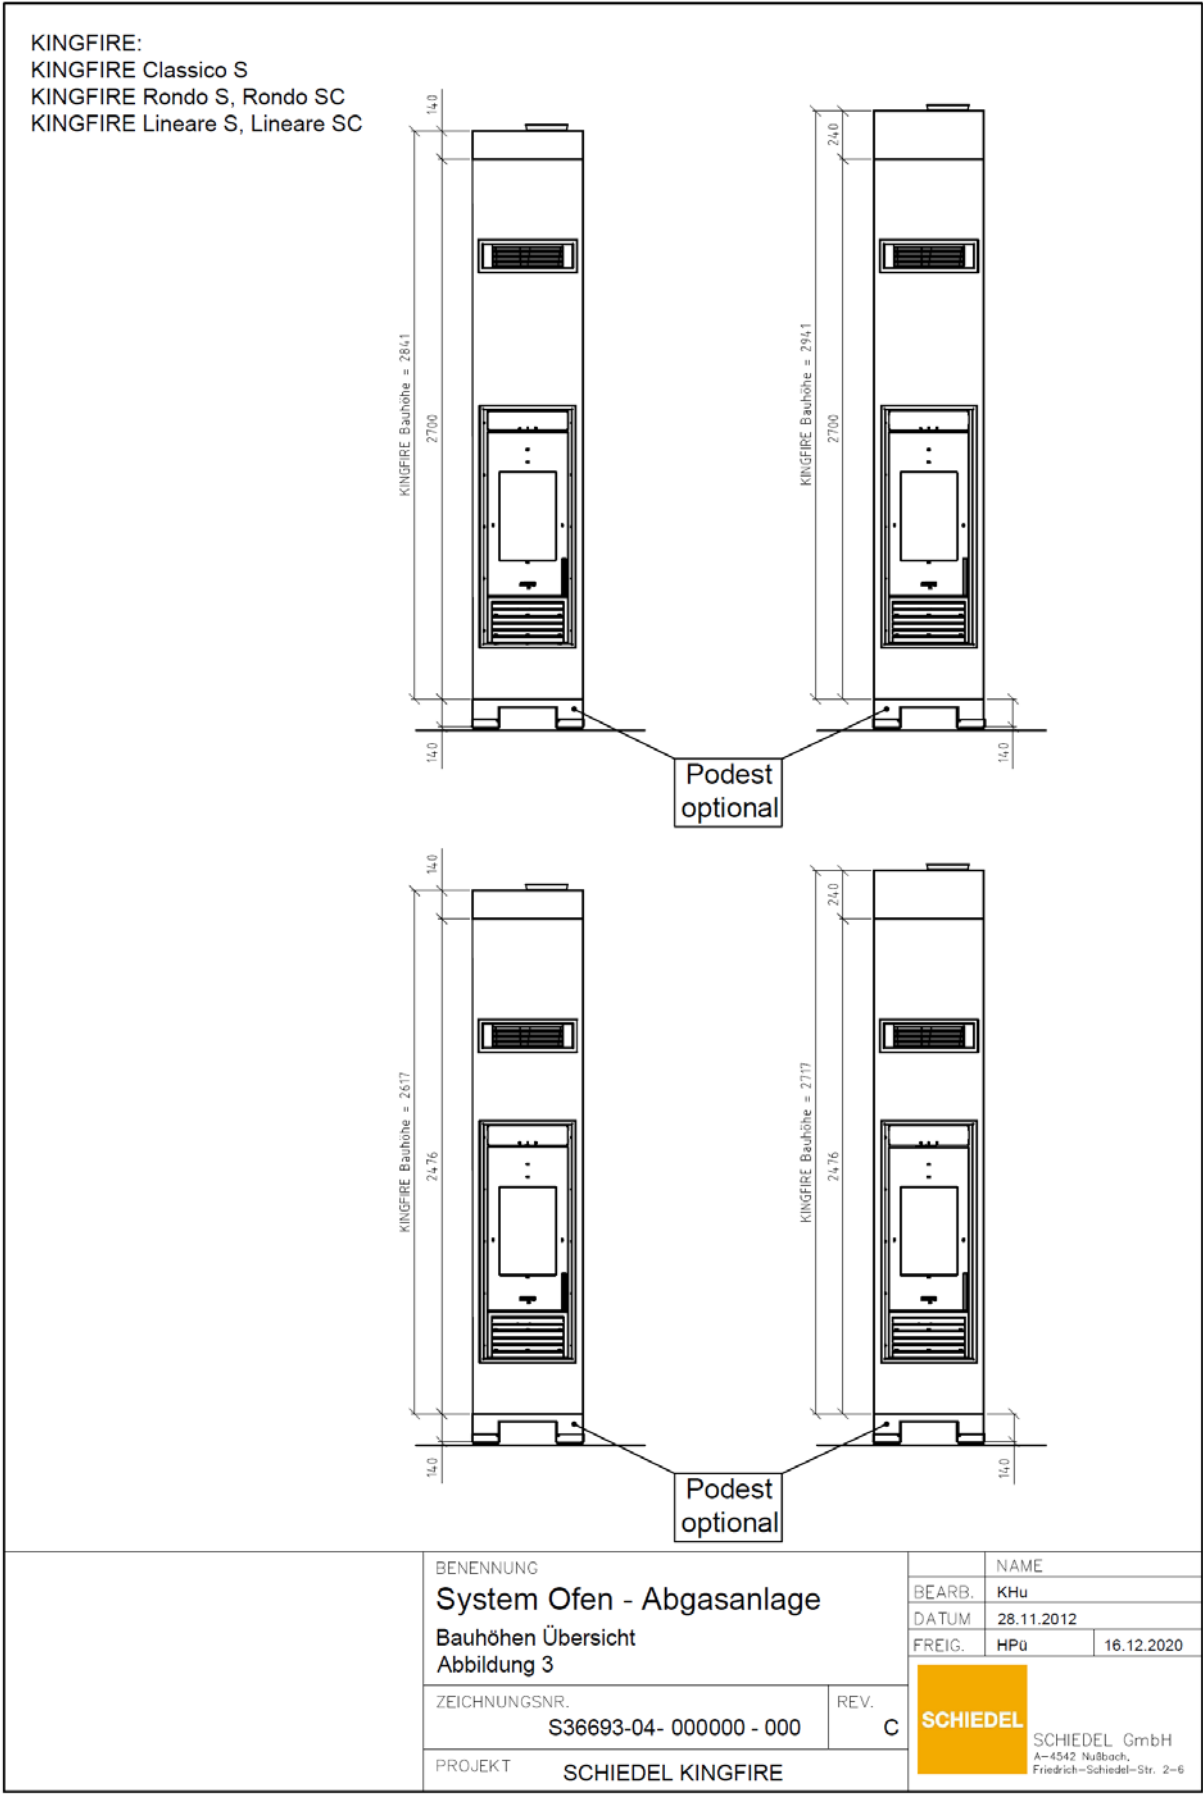 KINGFIRE:
KINGFIRE Classico S
KINGFIRE Rondo S, Rondo SC
KINGFIRE Lineare S, Lineare SC
140
KINGFIRE Bauhöhe = 2841
2700
140
240
KINGFIRE Bauhöhe = 2941
2700
140
Podest
optional
140
KINGFIRE Bauhöhe = 2617
2476
140
240
KINGFIRE Bauhöhe = 2717
2476
140
Podest
optional
BENENNUNG
System Ofen - Abgasanlage
Bauhöhen Übersicht
Abbildung 3
ZEICHNUNGSNR.
S36693-04- 000000 - 000
REV.
C
PROJEKT
SCHIEDEL KINGFIRE
NAME
BEARB. KHu
DATUM 28.11.2012
FREIG. HPü 16.12.2020
SCHIEDEL
SCHIEDEL GmbH
A-4542 Nußbach,
Friedrich-Schiedel-Str. 2-6